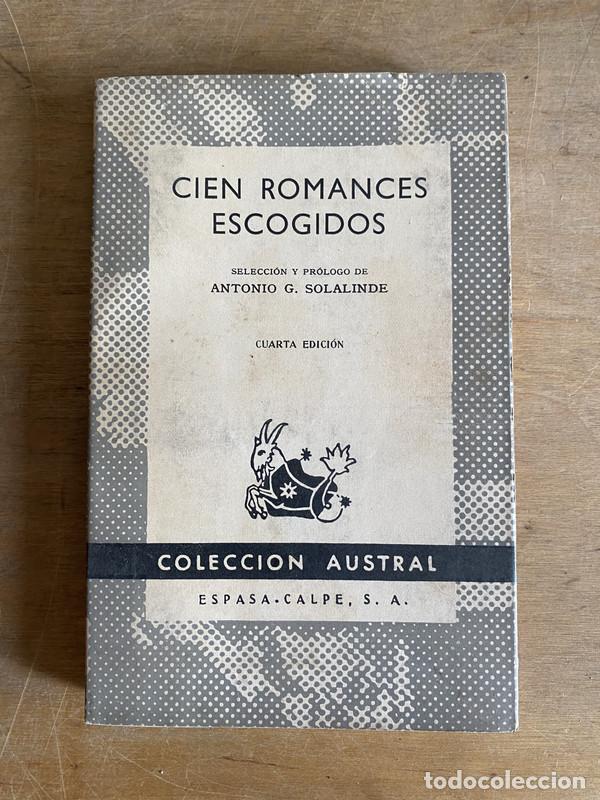 CIEN ROMANCES
ESCOGIDOS
SELECCIÓN Y PRÓLOGO DE
ANTONIO G. SOLALINDE
CUARTA EDICIÓN
COLECCION AUSTRAL
ESPASA-CALPE, S. A.
todocoleccion